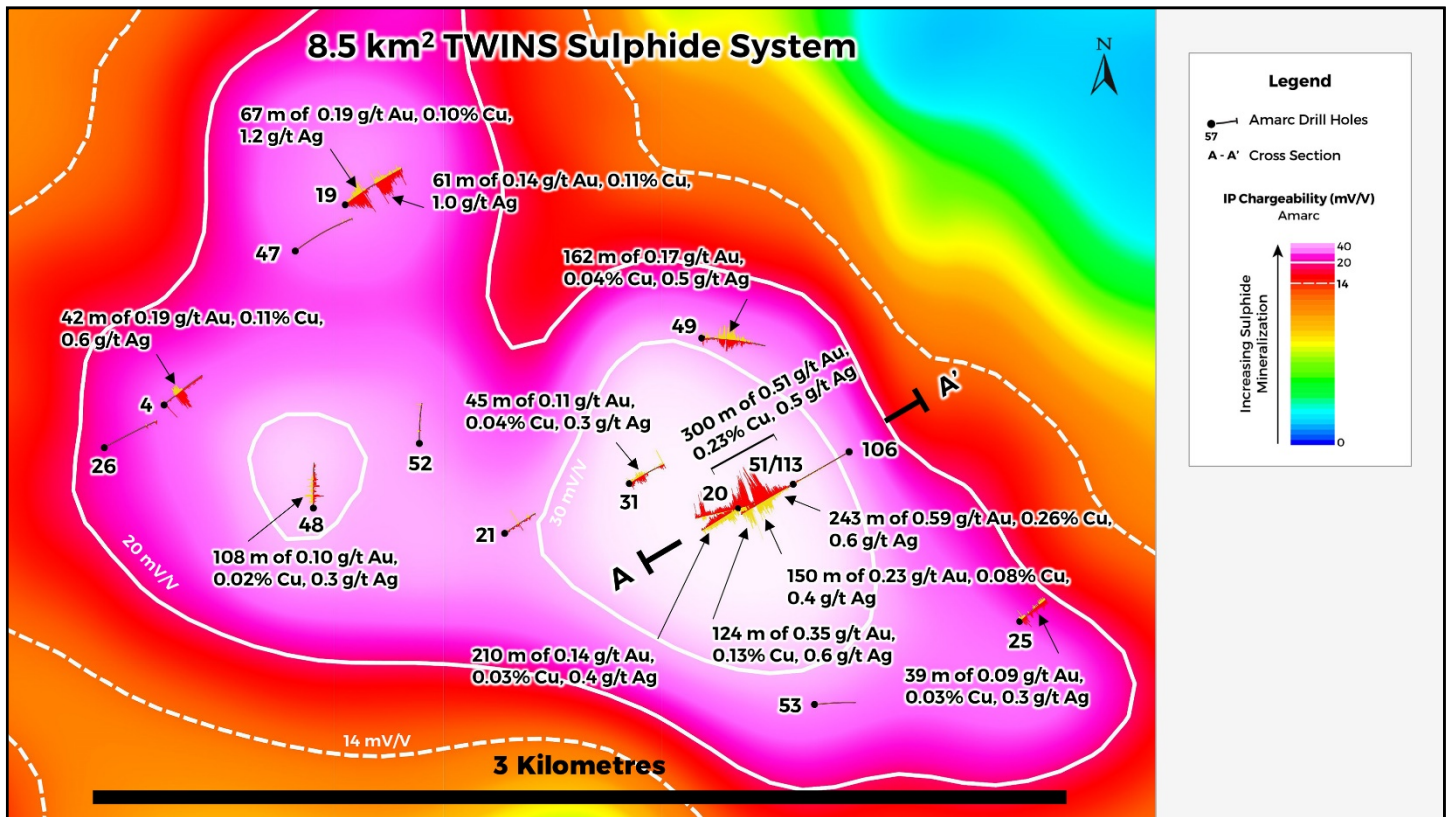 8.5 km² TWINS Sulphide System
N
67 m of 0.19 g/t Au, 0.10% Cu,
1.2 g/t Ag
19
61 m of 0.14 g/t Au, 0.11% Cu,
1.0 g/t Ag
47
162 m of 0.17 g/t Au,
0.04% Cu, 0.5 g/t Ag
49
42 m of 0.19 g/t Au, 0.11% Cu,
0.6 g/t Ag
4
26
52
48
108 m of 0.10 g/t Au,
0.02% Cu, 0.3 g/t Ag
20 mV/V
45 m of 0.11 g/t Au,
0.04% Cu, 0.3 g/t Ag
31
21
30 mV/V
300 m of 0.51 g/t Au,
0.23% Cu, 0.5 g/t Ag
A'
51/113
106
20
A
243 m of 0.59 g/t Au, 0.26% Cu,
0.6 g/t Ag
150 m of 0.23 g/t Au, 0.08% Cu,
0.4 g/t Ag
124 m of 0.35 g/t Au,
0.13% Cu, 0.6 g/t Ag
210 m of 0.14 g/t Au,
0.03% Cu, 0.4 g/t Ag
25
39 m of 0.09 g/t Au,
0.03% Cu, 0.3 g/t Ag
53
14 mV/V
3 Kilometres
Legend
57
Amarc Drill Holes
A - A' Cross Section
IP Chargeability (mV/V)
Amarc
Increasing Sulphide
Mineralization
40
20
14
0